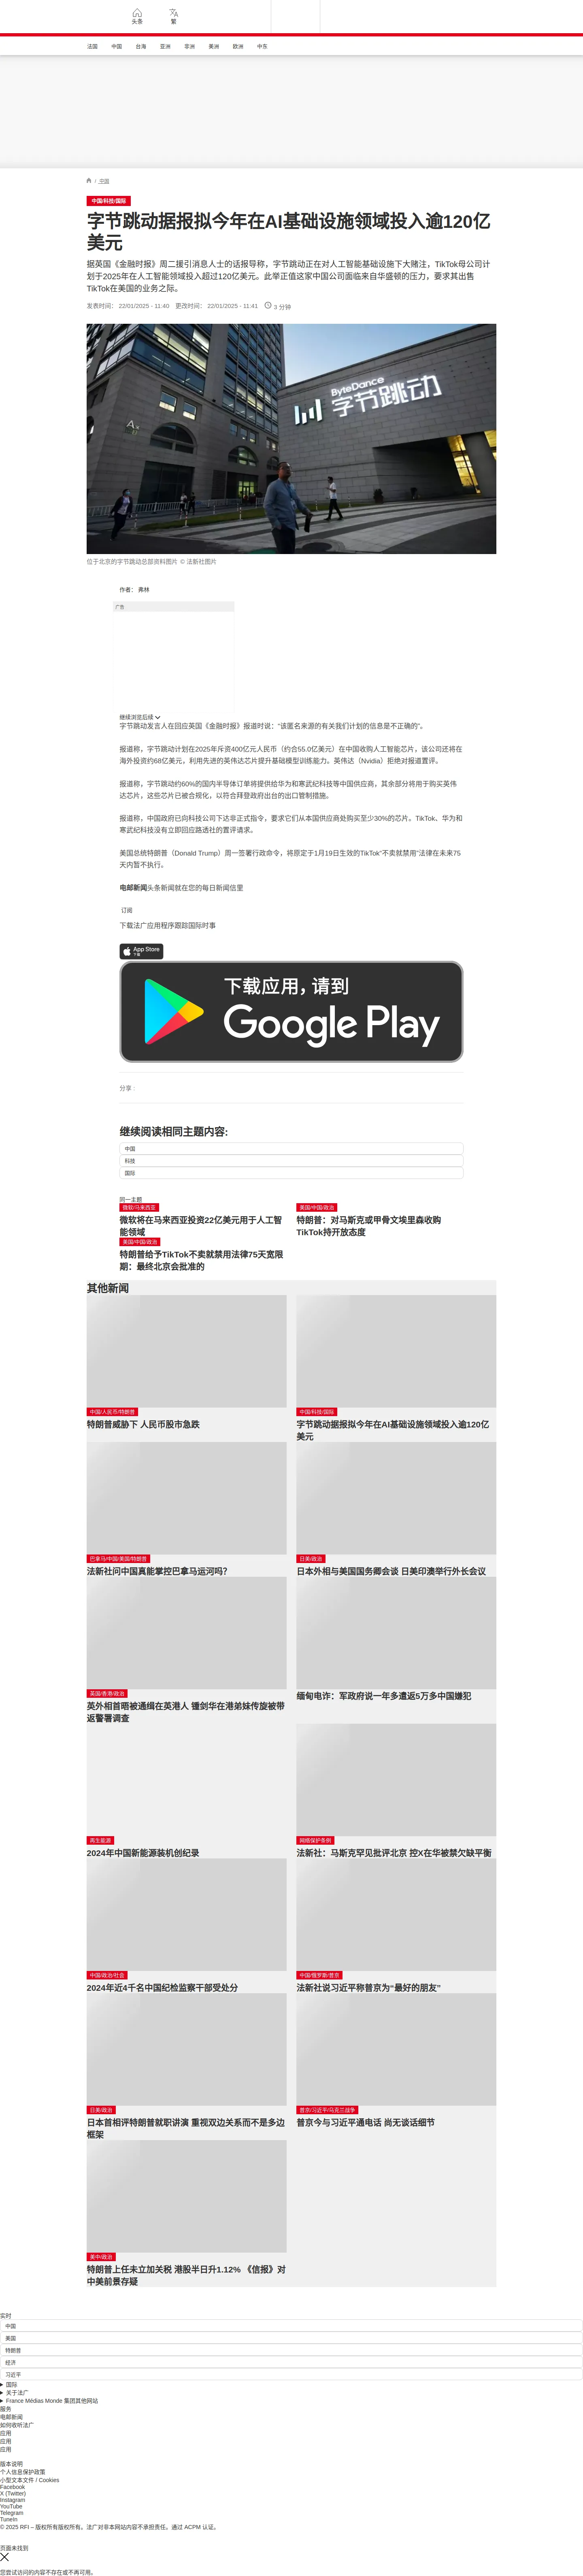 头条
繁
法国 中国 台海 亚洲 非洲 美洲 欧洲 中东
/ 中国
中国/科技/国际
字节跳动据报拟今年在AI基础设施领域投入逾120亿
美元
据英国《金融时报》周二援引消息人士的话报导称，字节跳动正在对人工智能基础设施下大赌注，TikTok母公司计
划于2025年在人工智能领域投入超过120亿美元。此举正值这家中国公司面临来自华盛顿的压力，要求其出售
TikTok在美国的业务之际。
发表时间： 22/01/2025 - 11:40 更改时间： 22/01/2025 - 11:41 3 分钟
ByteDance
字节跳动
位于北京的字节跳动总部资料图片 © 法新社图片
作者： 弗林
广告
继续浏览后续
字节跳动发言人在回应英国《金融时报》报道时说：“该匿名来源的有关我们计划的信息是不正确的”。
报道称，字节跳动计划在2025年斥资400亿元人民币（约合55.0亿美元）在中国收购人工智能芯片，该公司还将在
海外投资约68亿美元，利用先进的英伟达芯片提升基础模型训练能力。英伟达（Nvidia）拒绝对报道置评。
报道称，字节跳动约60%的国内半导体订单将提供给华为和寒武纪科技等中国供应商，其余部分将用于购买英伟
达芯片，这些芯片已被合规化，以符合拜登政府出台的出口管制措施。
报道称，中国政府已向科技公司下达非正式指令，要求它们从本国供应商处购买至少30%的芯片。TikTok、华为和
寒武纪科技没有立即回应路透社的置评请求。
美国总统特朗普（Donald Trump）周一签署行政命令，将原定于1月19日生效的TikTok“不卖就禁用”法律在未来75
天内暂不执行。
电邮新闻头条新闻就在您的每日新闻信里
订阅
下载法广应用程序跟踪国际时事
App Store
下载
下载应用，请到
Google Play
分享 :
继续阅读相同主题内容:
中国
科技
国际
同一主题
微软/马来西亚
微软将在马来西亚投资22亿美元用于人工智
能领域
美国/中国/政治
特朗普：对马斯克或甲骨文埃里森收购
TikTok持开放态度
美国/中国/政治
特朗普给予TikTok不卖就禁用法律75天宽限
期：最终北京会批准的
其他新闻
中国/人民币/特朗普
特朗普威胁下 人民币股市急跌
中国/科技/国际
字节跳动据报拟今年在AI基础设施领域投入逾120亿
美元
巴拿马/中国/美国/特朗普
法新社问中国真能掌控巴拿马运河吗？
日美/政治
日本外相与美国国务卿会谈 日美印澳举行外长会议
英国/香港/政治
英外相首晤被通缉在英港人 锺剑华在港弟妹传旋被带
返警署调查
缅甸电诈：军政府说一年多遣返5万多中国嫌犯
再生能源
2024年中国新能源装机创纪录
网络保护条例
法新社：马斯克罕见批评北京 控X在华被禁欠缺平衡
中国/政治/社会
2024年近4千名中国纪检监察干部受处分
中国/俄罗斯/普京
法新社说习近平称普京为“最好的朋友”
日美/政治
日本首相评特朗普就职讲演 重视双边关系而不是多边
框架
普京/习近平/乌克兰战争
普京今与习近平通电话 尚无谈话细节
美中/政治
特朗普上任未立加关税 港股半日升1.12% 《信报》对
中美前景存疑
实时
中国
美国
特朗普
经济
习近平
国际
关于法广
France Médias Monde 集团其他网站
服务
电邮新闻
如何收听法广
应用
应用
应用
版本说明
个人信息保护政策
小型文本文件 / Cookies
Facebook
X (Twitter)
Instagram
YouTube
Telegram
TuneIn
© 2025 RFI – 版权所有版权所有。法广对非本网站内容不承担责任。通过 ACPM 认证。
页面未找到
您尝试访问的内容不存在或不再可用。